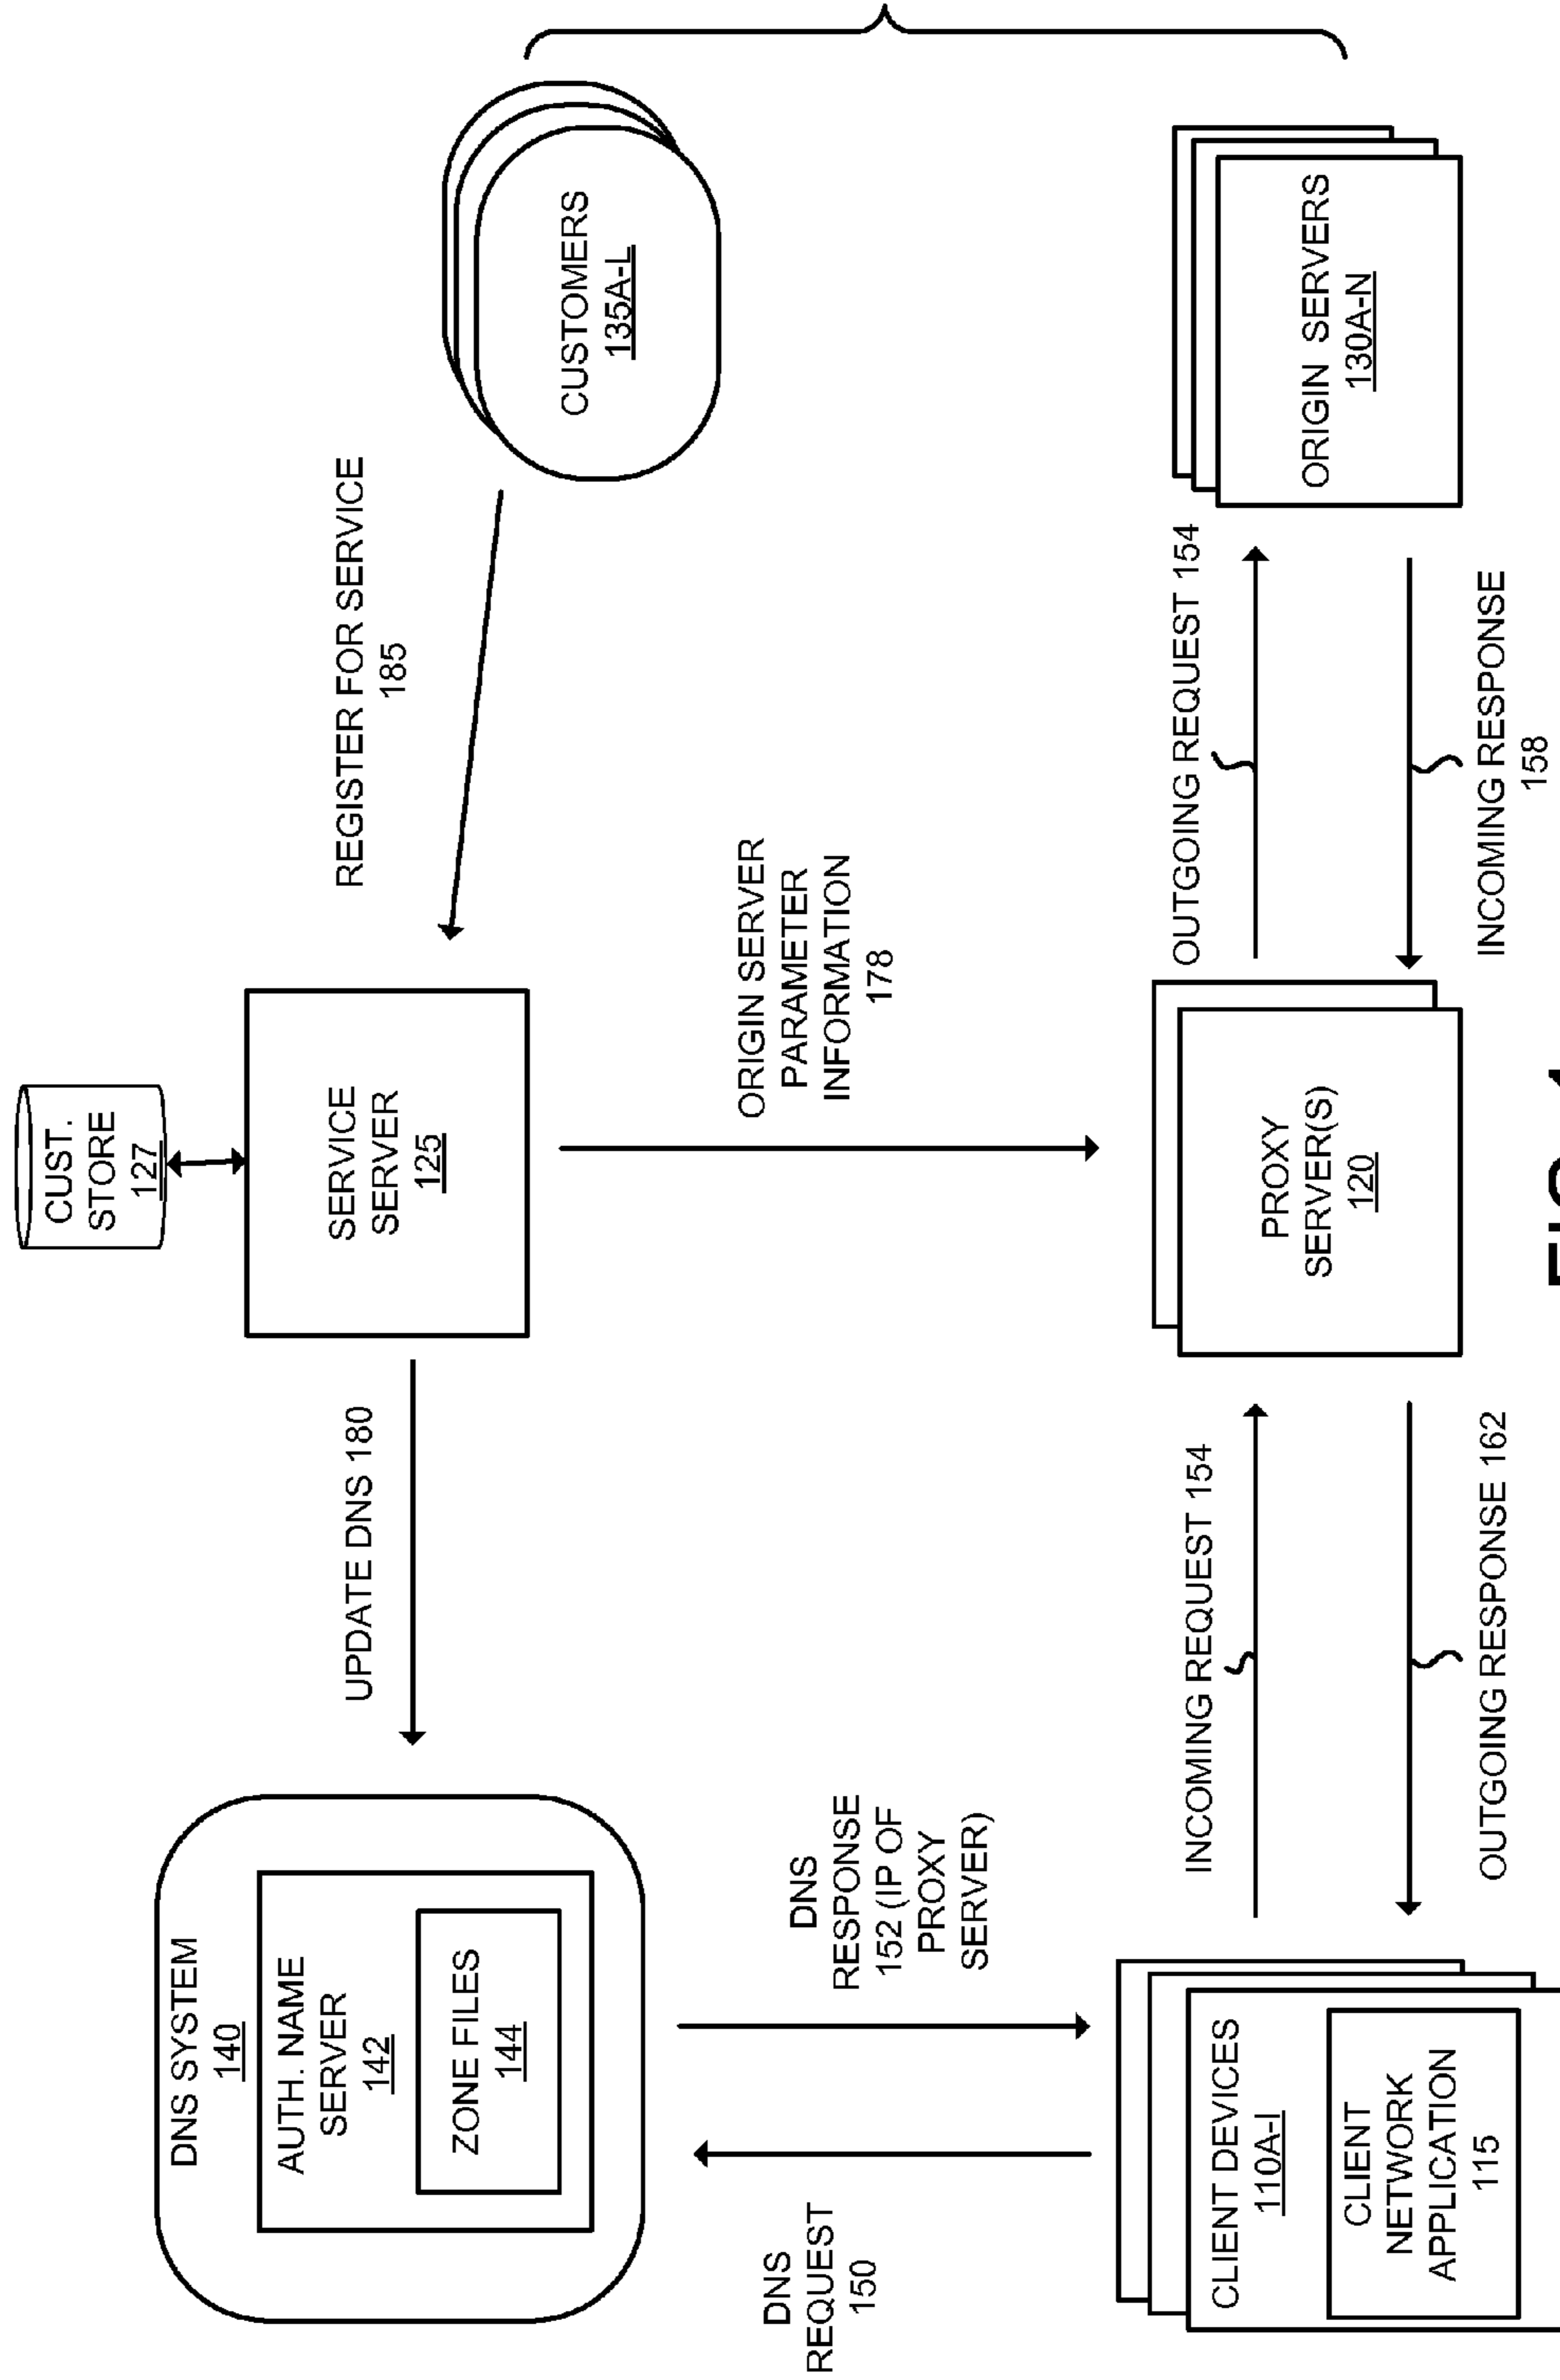 CUST.
STORE
127
DNS SYSTEM
140
AUTH. NAME
SERVER
142
ZONE FILES
144
UPDATE DNS 180
SERVICE
SERVER
125
REGISTER FOR SERVICE
185
CUSTOMERS
135A-L
DNS
REQUEST
150
DNS
RESPONSE
152 (IP OF
PROXY
SERVER)
ORIGIN SERVER
PARAMETER
INFORMATION
178
CLIENT DEVICES
110A-I
CLIENT
NETWORK
APPLICATION
115
INCOMING REQUEST 154
OUTGOING RESPONSE 162
PROXY
SERVER(S)
120
OUTGOING REQUEST 154
INCOMING RESPONSE
158
ORIGIN SERVERS
130A-N